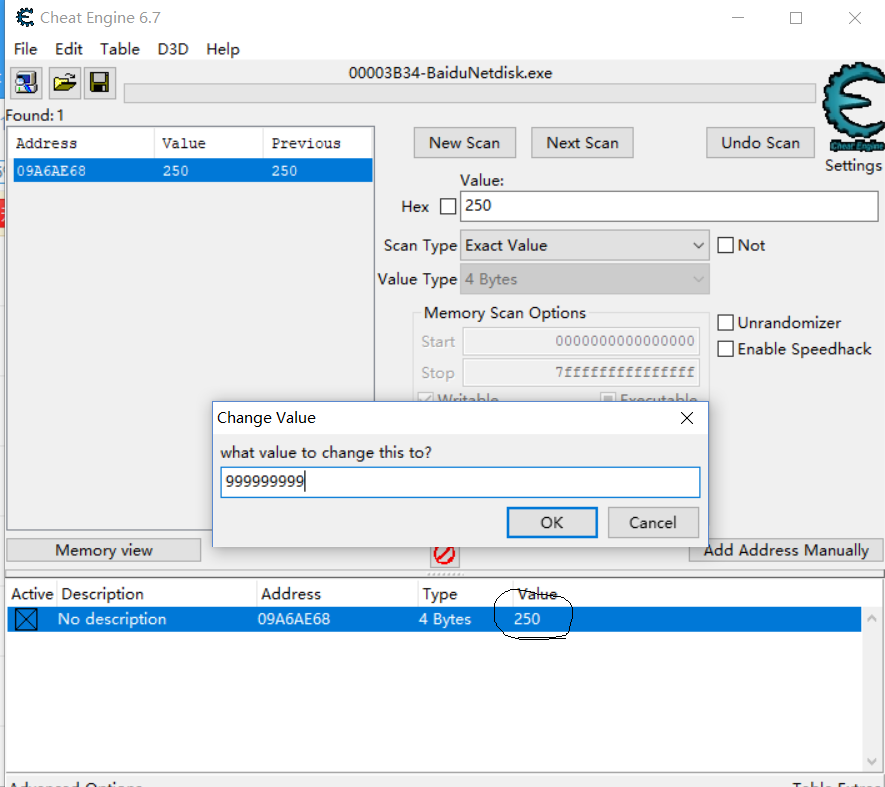 Cheat Engine 6.7
File Edit Table D3D Help
00003B34-BaiduNetdisk.exe
Found: 1
Address Value Previous
09A6AE68 250 250
New Scan Next Scan Undo Scan
Cheat Engine
Settings
Value:
Hex 250
Scan Type Exact Value Not
Value Type 4 Bytes
Memory Scan Options
Start 0000000000000000
Stop 7fffffffffffffff
Unrandomizer
Enable Speedhack
Writable Executable
Change Value
what value to change this to?
999999999
OK Cancel
Memory view Add Address Manually
Active Description Address Type Value
No description 09A6AE68 4 Bytes 250
Advanced Options Table Extras